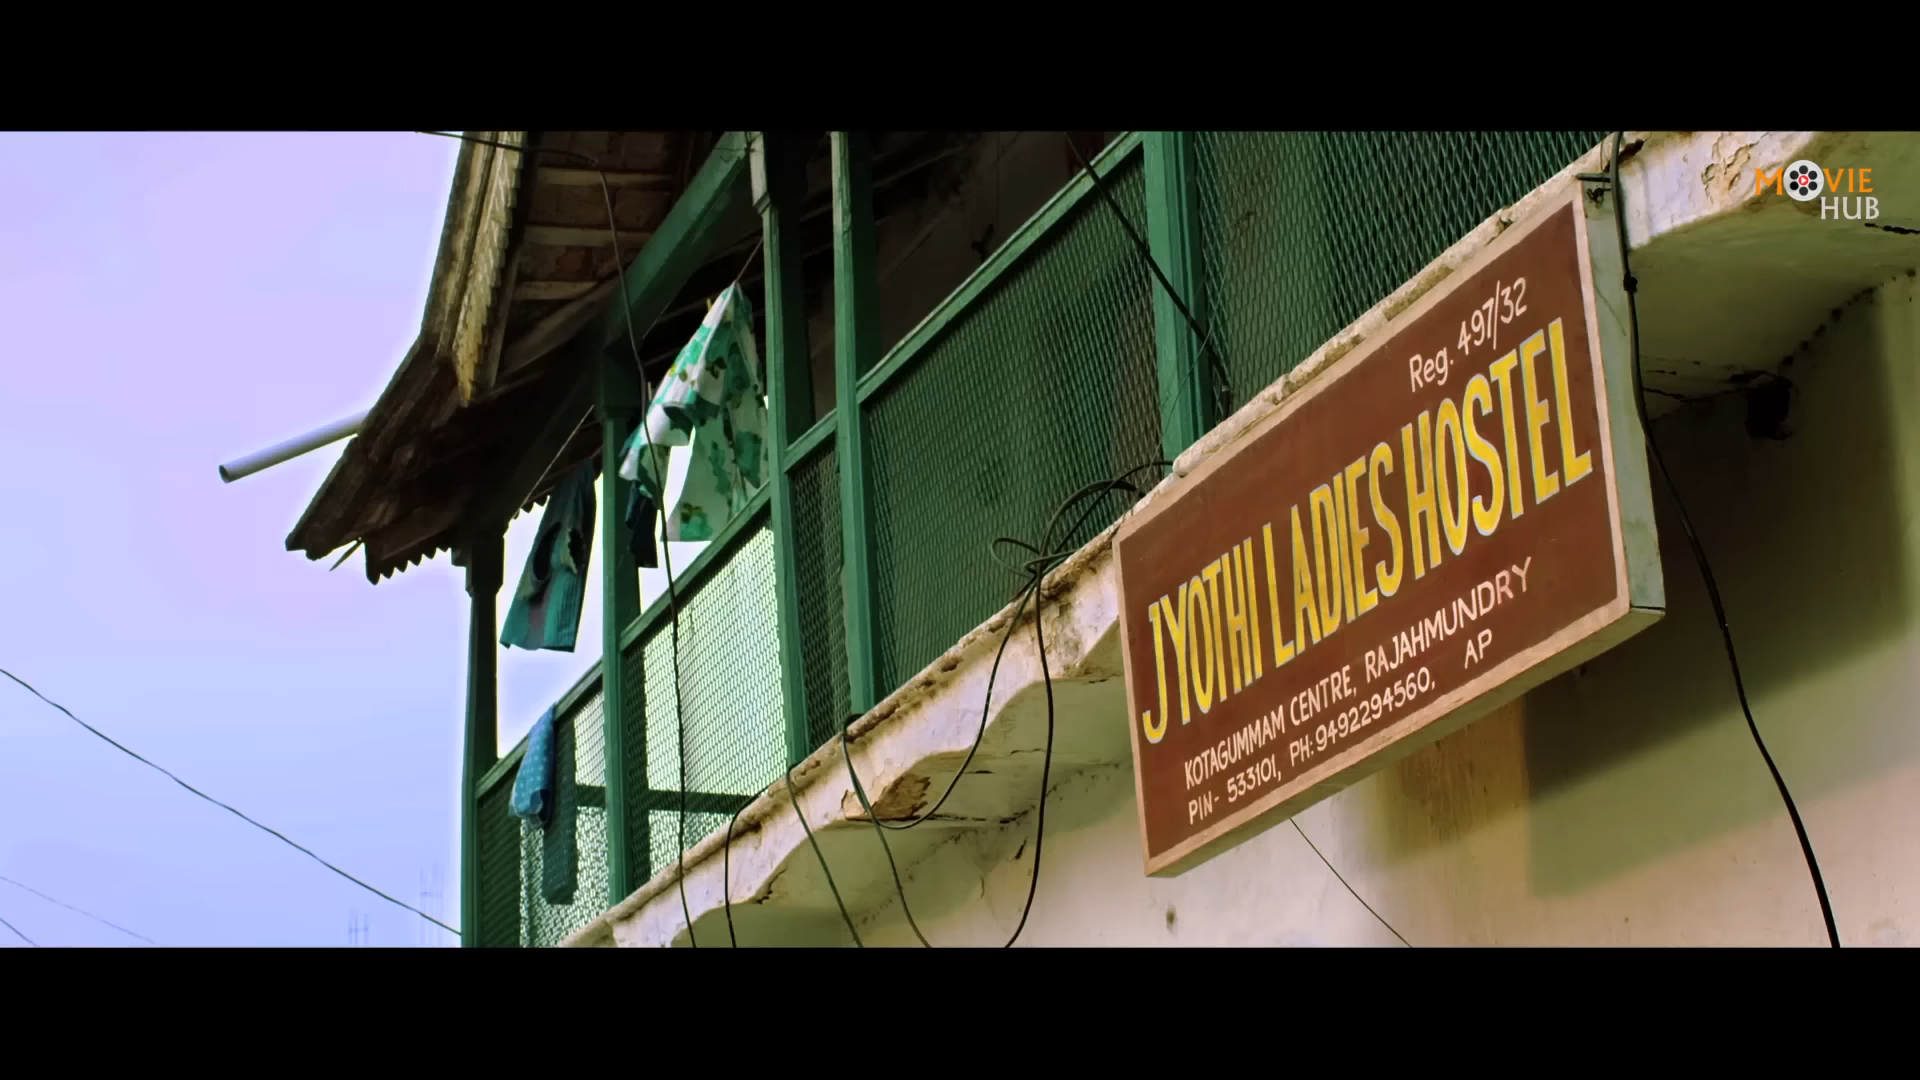 MOVIE
HUB
Reg. 497/32
JYOTHI LADIES HOSTEL
KOTAGUMMAM CENTRE, RAJAHMUNDRY
PIN- 533101, PH:9492294560, AP